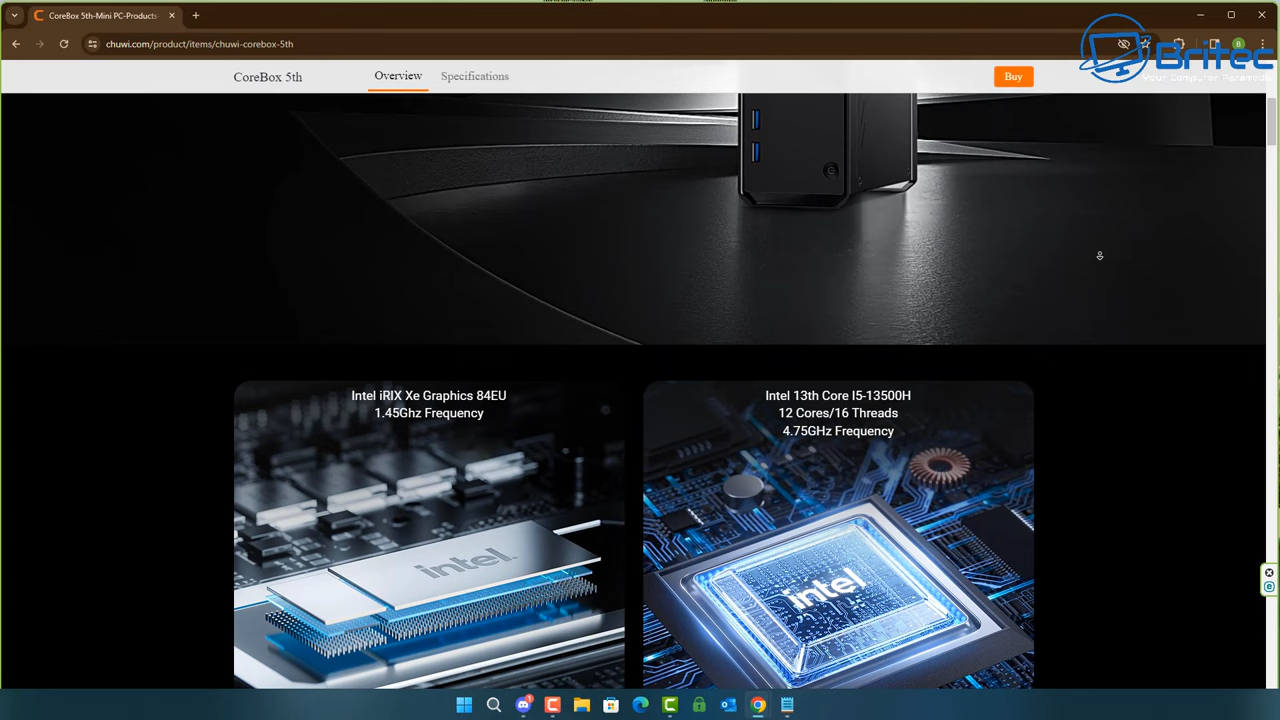 CoreBox 5th-Mini PC-Products-
chuwi.com/product/items/chuwi-corebox-5th
Britec
Your Computer Paramedic
CoreBox 5th
Overview
Specifications
Buy
Intel iRIX Xe Graphics 84EU
1.45Ghz Frequency
Intel 13th Core I5-13500H
12 Cores/16 Threads
4.75GHz Frequency
intel.
intel